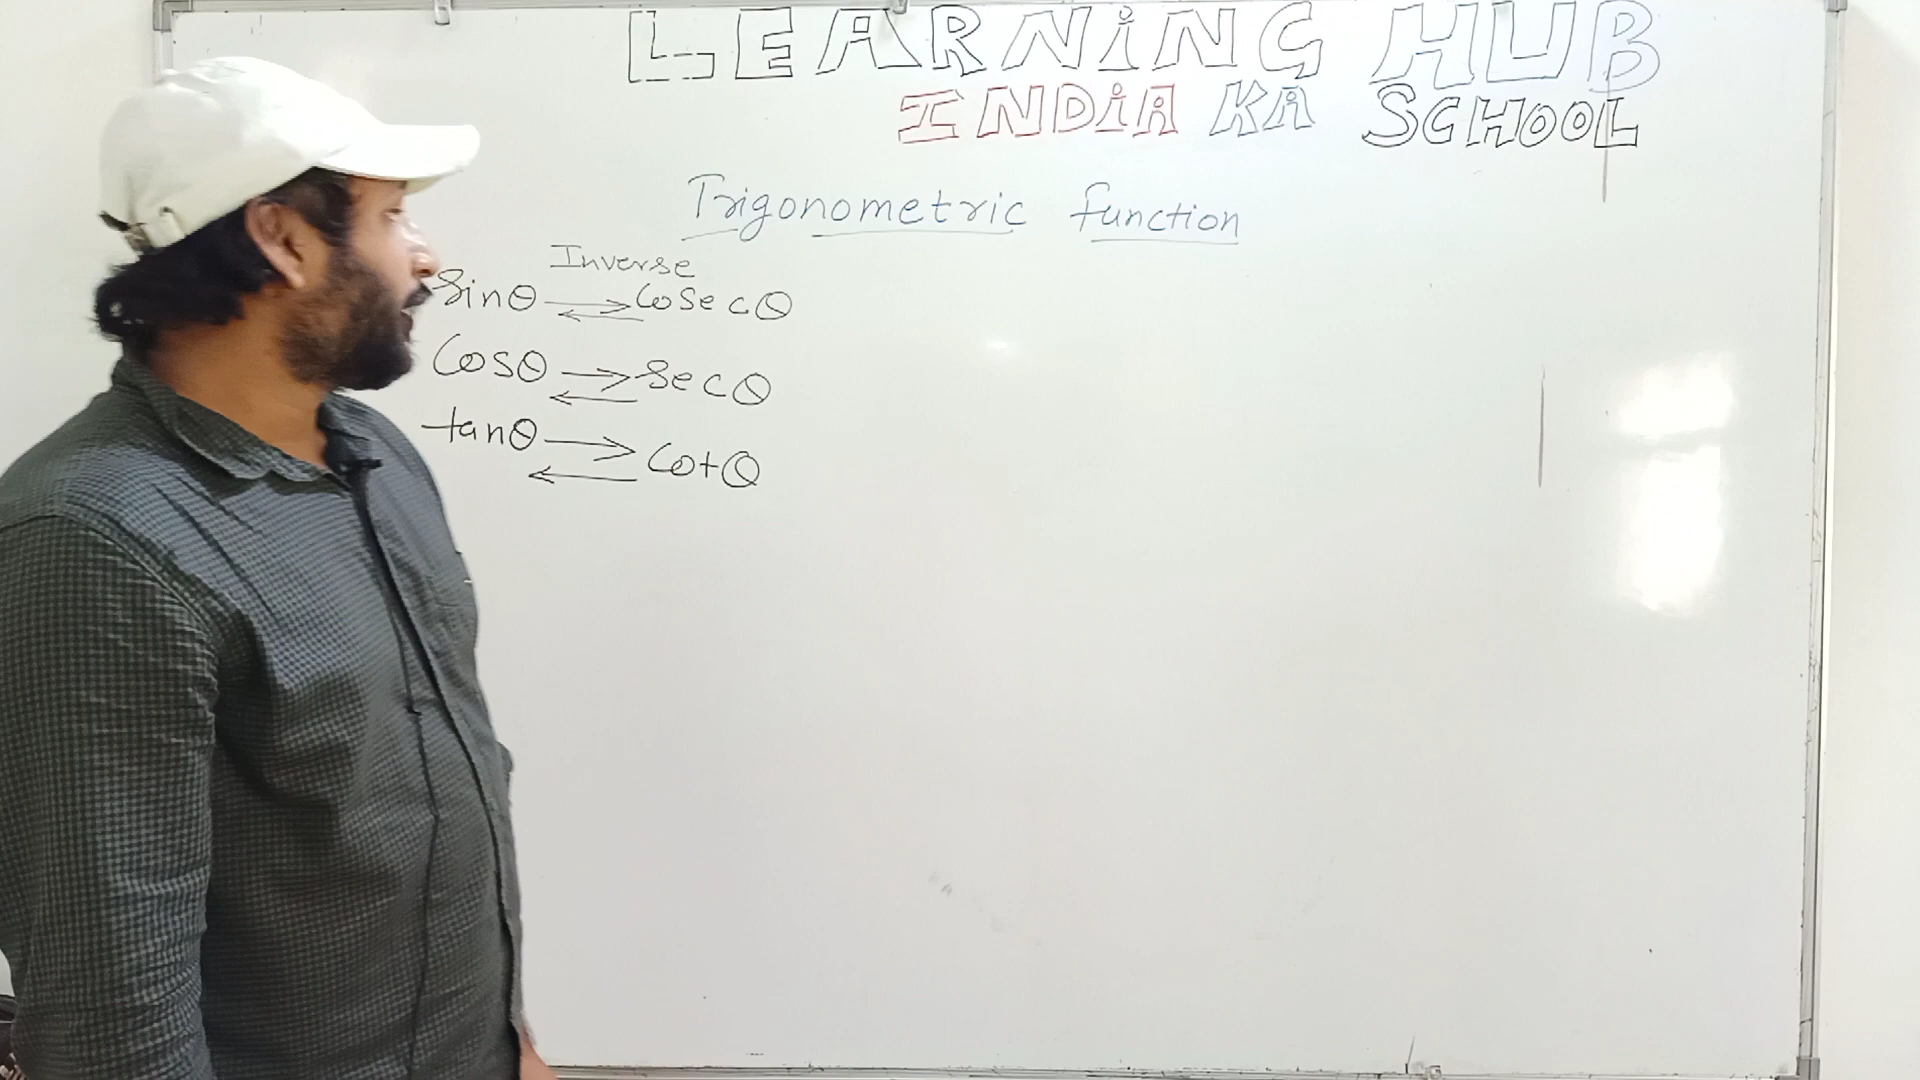 LEARNING HUB
INDIA KA SCHOOL
Trigonometric function
Inverse
Sinθ ⇄ Cosecθ
Cosθ ⇄ Secθ
tanθ ⇄ Cotθ